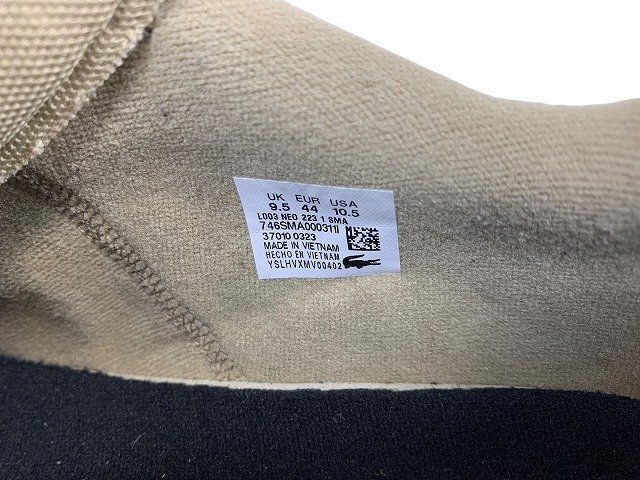 UK EUR USA
9.5 44 10.5
L003 NEO 223 1 SMA
746SMA000311I
37010 0323
MADE IN VIETNAM
HECHO EN VIETNAM
YSLHVXMV00402